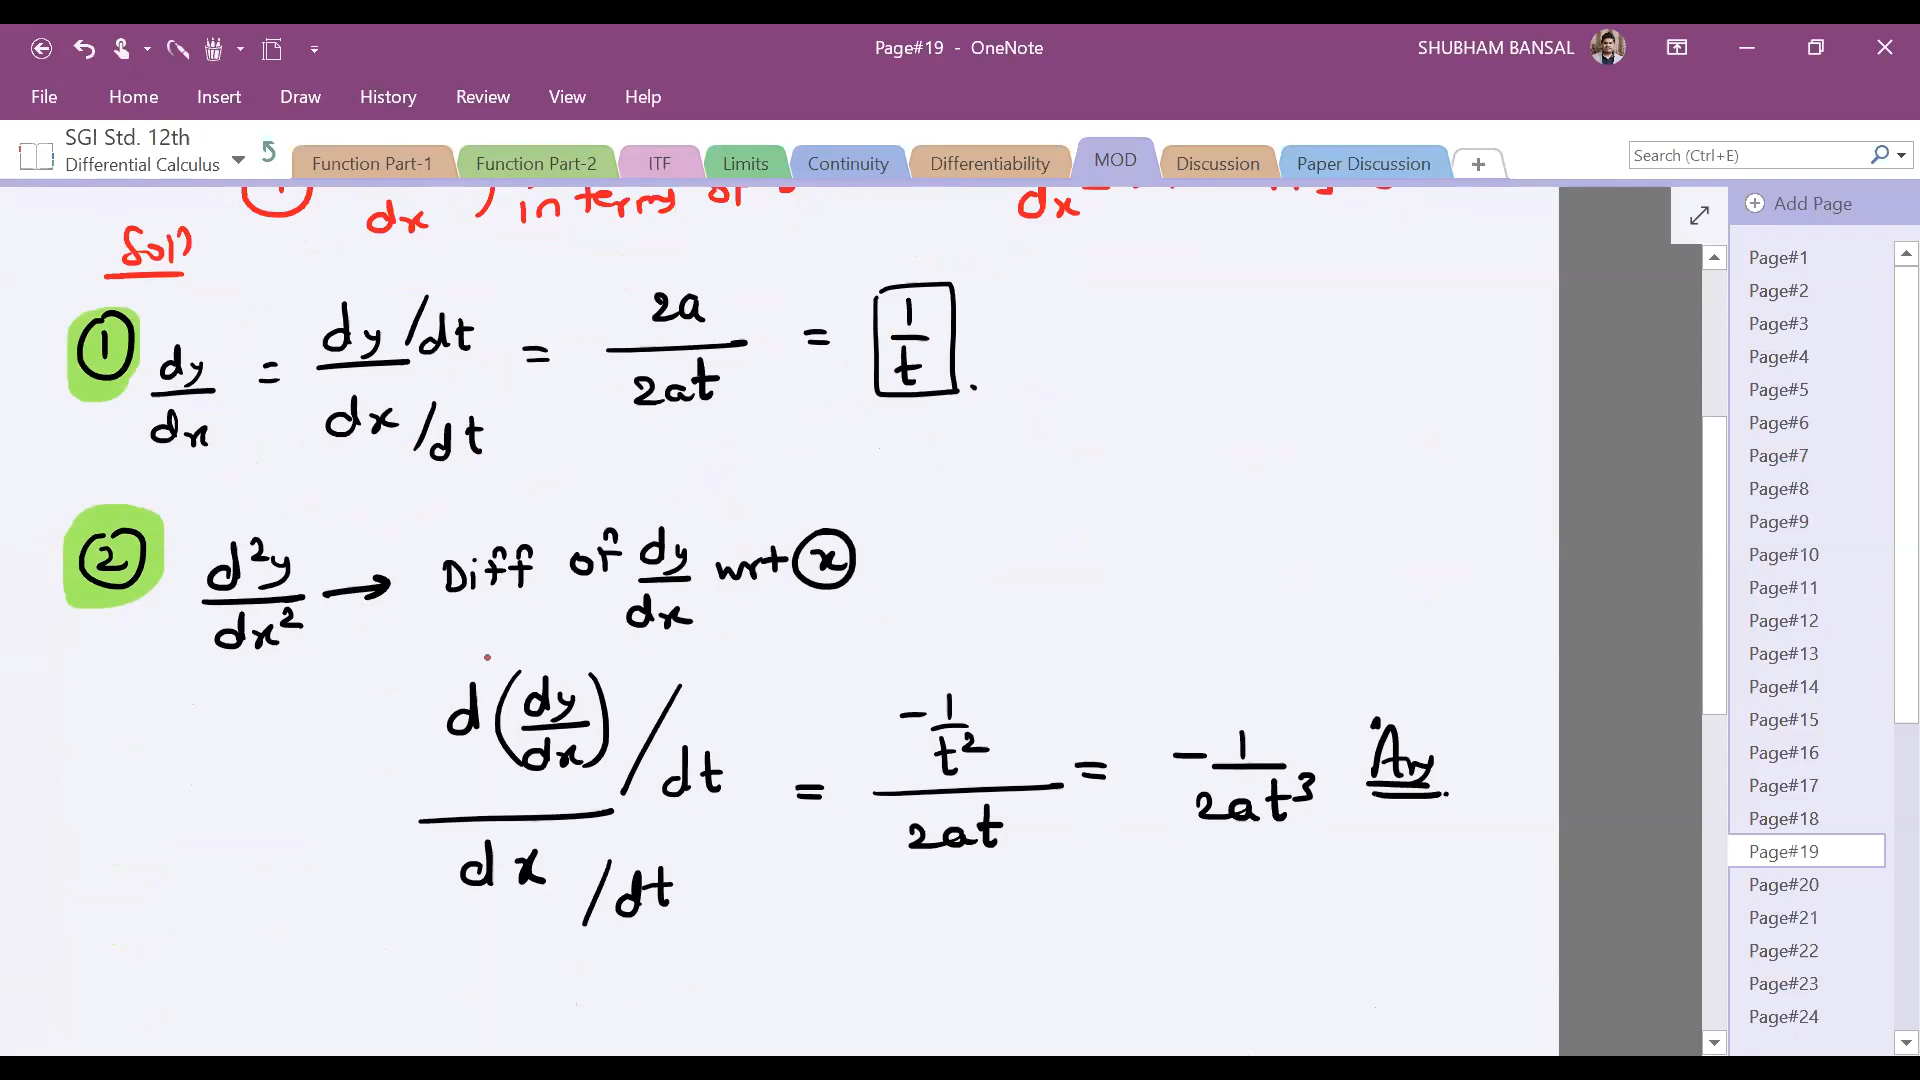 Page#19 - OneNote
SHUBHAM BANSAL
File Home Insert Draw History Review View Help
SGI Std. 12th
Differential Calculus
Function Part-1 Function Part-2 ITF Limits Continuity Differentiability MOD Discussion Paper Discussion +
Search (Ctrl+E)
Add Page
Page#1
Page#2
Page#3
Page#4
Page#5
Page#6
Page#7
Page#8
Page#9
Page#10
Page#11
Page#12
Page#13
Page#14
Page#15
Page#16
Page#17
Page#18
Page#19
Page#20
Page#21
Page#22
Page#23
Page#24
dx in terms of dx
Solⁿ
① dy/dx = (dy/dt)/(dx/dt) = 2a/2at = 1/t.
② d²y/dx² → Diff of dy/dx wrt x
(d(dy/dx)/dt)/(dx/dt) = (-1/t²)/2at = -1/2at³ Ans.